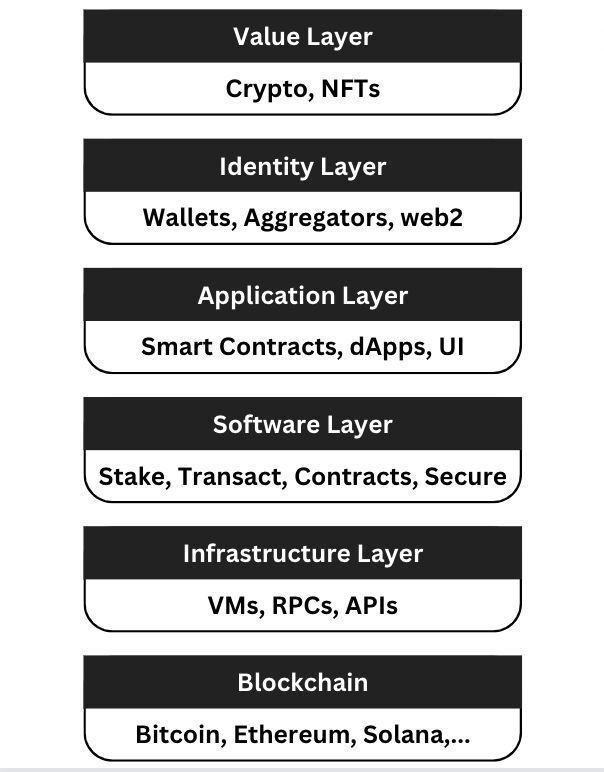 Value Layer
Crypto, NFTs
Identity Layer
Wallets, Aggregators, web2
Application Layer
Smart Contracts, dApps, UI
Software Layer
Stake, Transact, Contracts, Secure
Infrastructure Layer
VMs, RPCs, APIs
Blockchain
Bitcoin, Ethereum, Solana,...